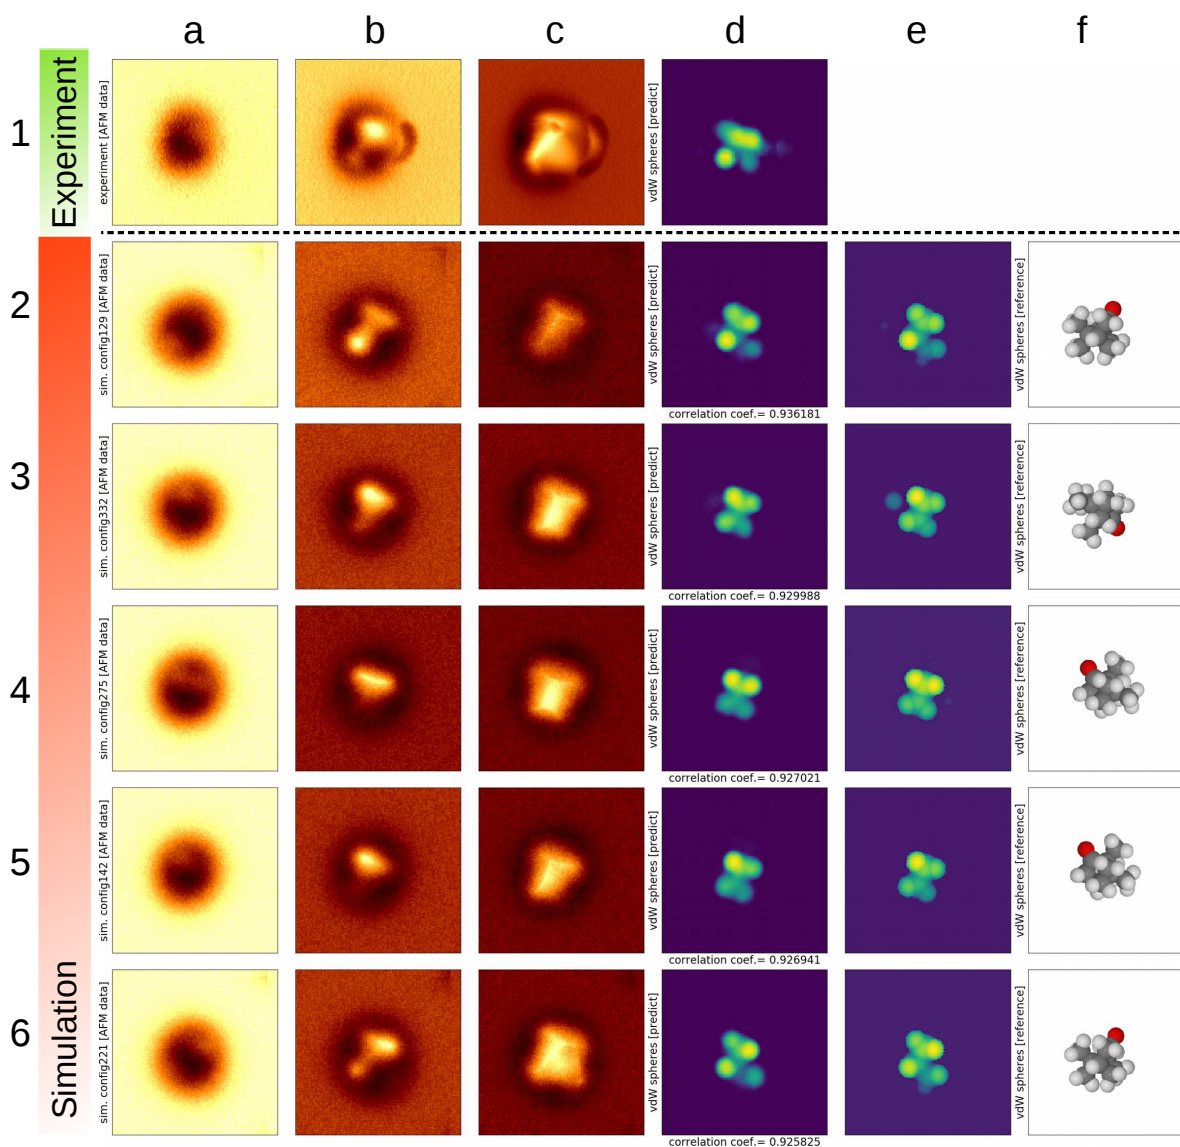 a b c d e f
Experiment
1
experiment [AFM data]
vdW spheres [predict]
Simulation
2
sim. config129 [AFM data]
vdW spheres [predict]
vdW spheres [reference]
correlation coef.= 0.936181
3
sim. config332 [AFM data]
vdW spheres [predict]
vdW spheres [reference]
correlation coef.= 0.929988
4
sim. config275 [AFM data]
vdW spheres [predict]
vdW spheres [reference]
correlation coef.= 0.927021
5
sim. config142 [AFM data]
vdW spheres [predict]
vdW spheres [reference]
correlation coef.= 0.926941
6
sim. config221 [AFM data]
vdW spheres [predict]
vdW spheres [reference]
correlation coef.= 0.925825